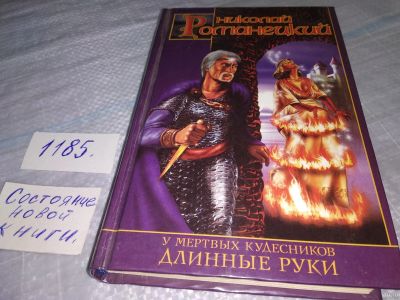 НИКОЛАЙ
РОМАНЕЦКИЙ
1185.
Состояние
новой
книги.
У МЕРТВЫХ КУДЕСНИКОВ
ДЛИННЫЕ РУКИ